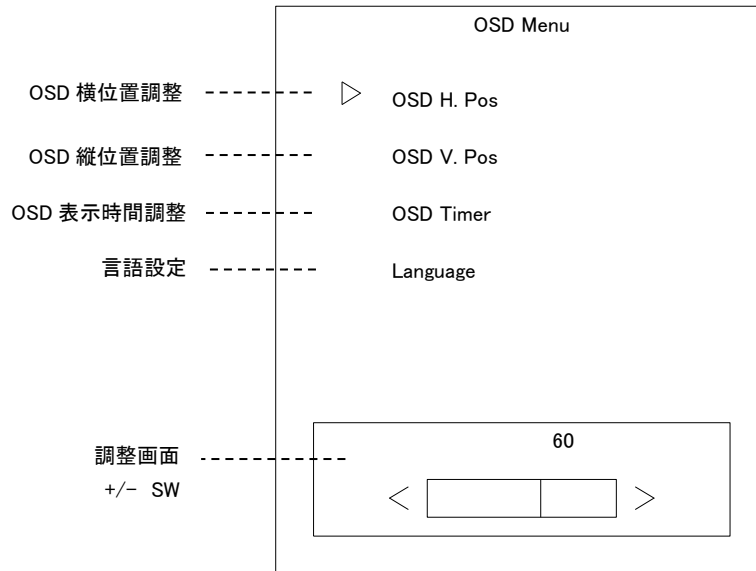 OSD Menu
OSD 横位置調整 OSD H. Pos
OSD 縦位置調整 OSD V. Pos
OSD 表示時間調整 OSD Timer
言語設定 Language
60
調整画面
+/- SW